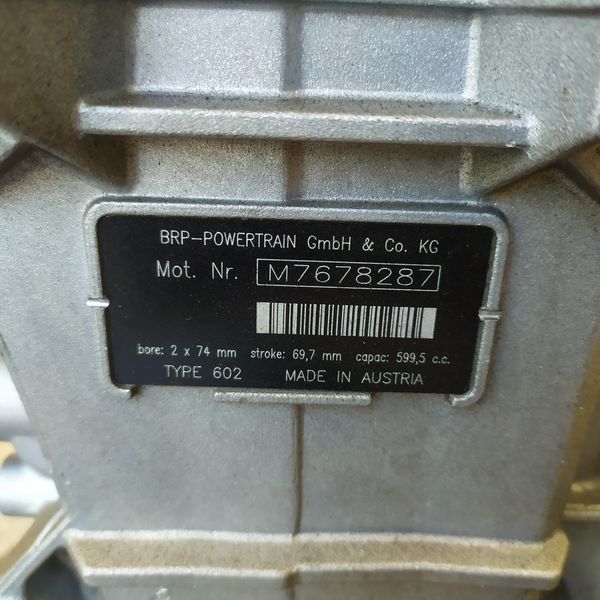 BRP-POWERTRAIN GmbH & Co. KG
Mot. Nr. M7678287
bore: 2 x 74 mm stroke: 69,7 mm capac: 599,5 c.c.
TYPE 602 MADE IN AUSTRIA